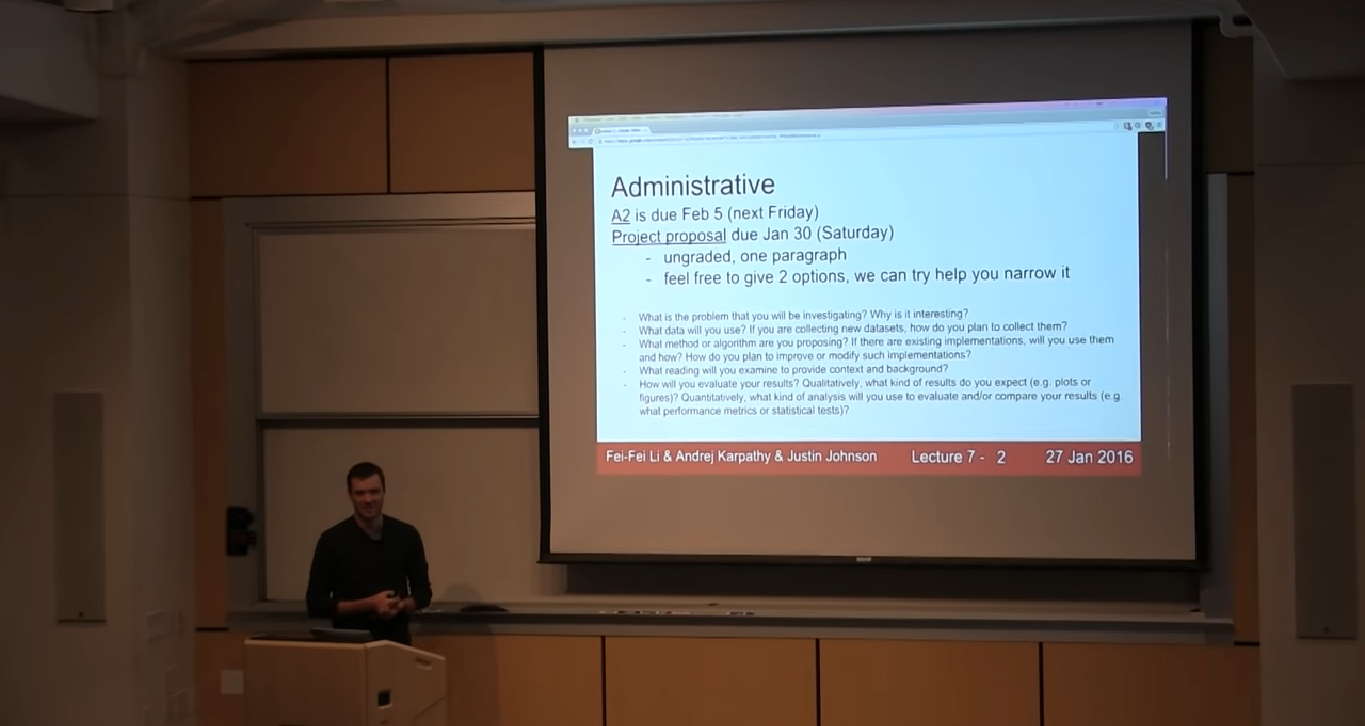 Administrative
A2 is due Feb 5 (next Friday)
Project proposal due Jan 30 (Saturday)
- ungraded, one paragraph
- feel free to give 2 options, we can try help you narrow it
- What is the problem that you will be investigating? Why is it interesting?
- What data will you use? If you are collecting new datasets, how do you plan to collect them?
- What method or algorithm are you proposing? If there are existing implementations, will you use them
and how? How do you plan to improve or modify such implementations?
- What reading will you examine to provide context and background?
- How will you evaluate your results? Qualitatively, what kind of results do you expect (e.g. plots or
figures)? Quantitatively, what kind of analysis will you use to evaluate and/or compare your results (e.g.
what performance metrics or statistical tests)?
Fei-Fei Li & Andrej Karpathy & Justin Johnson Lecture 7 - 2 27 Jan 2016